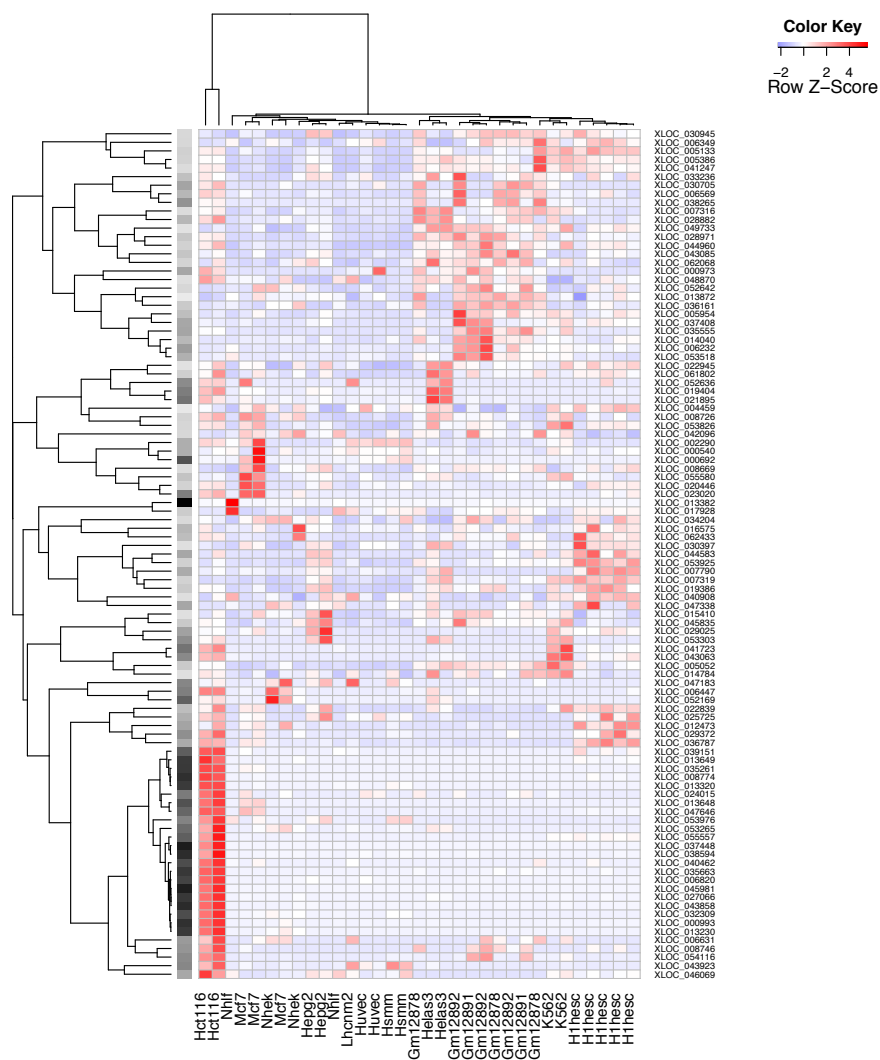 Color Key
−2 2 4
Row Z−Score
XLOC_030945
XLOC_006349
XLOC_005133
XLOC_005386
XLOC_041247
XLOC_033236
XLOC_030705
XLOC_006569
XLOC_038265
XLOC_007316
XLOC_028882
XLOC_049733
XLOC_028971
XLOC_044960
XLOC_043085
XLOC_062068
XLOC_000973
XLOC_048870
XLOC_052642
XLOC_013872
XLOC_036161
XLOC_005954
XLOC_037408
XLOC_035555
XLOC_014040
XLOC_006232
XLOC_053518
XLOC_022945
XLOC_061802
XLOC_052636
XLOC_019404
XLOC_021895
XLOC_004459
XLOC_008726
XLOC_053826
XLOC_042096
XLOC_002290
XLOC_000540
XLOC_000692
XLOC_008669
XLOC_055580
XLOC_020446
XLOC_023020
XLOC_013382
XLOC_017928
XLOC_034204
XLOC_016575
XLOC_062433
XLOC_030397
XLOC_044583
XLOC_053925
XLOC_007790
XLOC_007319
XLOC_019386
XLOC_040908
XLOC_047338
XLOC_015410
XLOC_045835
XLOC_029025
XLOC_053303
XLOC_041723
XLOC_043063
XLOC_005052
XLOC_014784
XLOC_047183
XLOC_006447
XLOC_052169
XLOC_022839
XLOC_025725
XLOC_012473
XLOC_029372
XLOC_036787
XLOC_039151
XLOC_013649
XLOC_035261
XLOC_008774
XLOC_013320
XLOC_024015
XLOC_013648
XLOC_047646
XLOC_053976
XLOC_053265
XLOC_055557
XLOC_037448
XLOC_038594
XLOC_040462
XLOC_035663
XLOC_006820
XLOC_045981
XLOC_027066
XLOC_043858
XLOC_032309
XLOC_000993
XLOC_013230
XLOC_006631
XLOC_008746
XLOC_054116
XLOC_043923
XLOC_046069
Hct116
Hct116
Nhlf
Mcf7
Mcf7
Nhek
Mcf7
Nhek
Hepg2
Hepg2
Nhlf
Lhcnm2
Huvec
Huvec
Hsmm
Hsmm
Gm12878
Helas3
Helas3
Gm12892
Gm12891
Gm12892
Gm12878
Gm12892
Gm12891
Gm12878
K562
K562
H1hesc
H1hesc
H1hesc
H1hesc
H1hesc